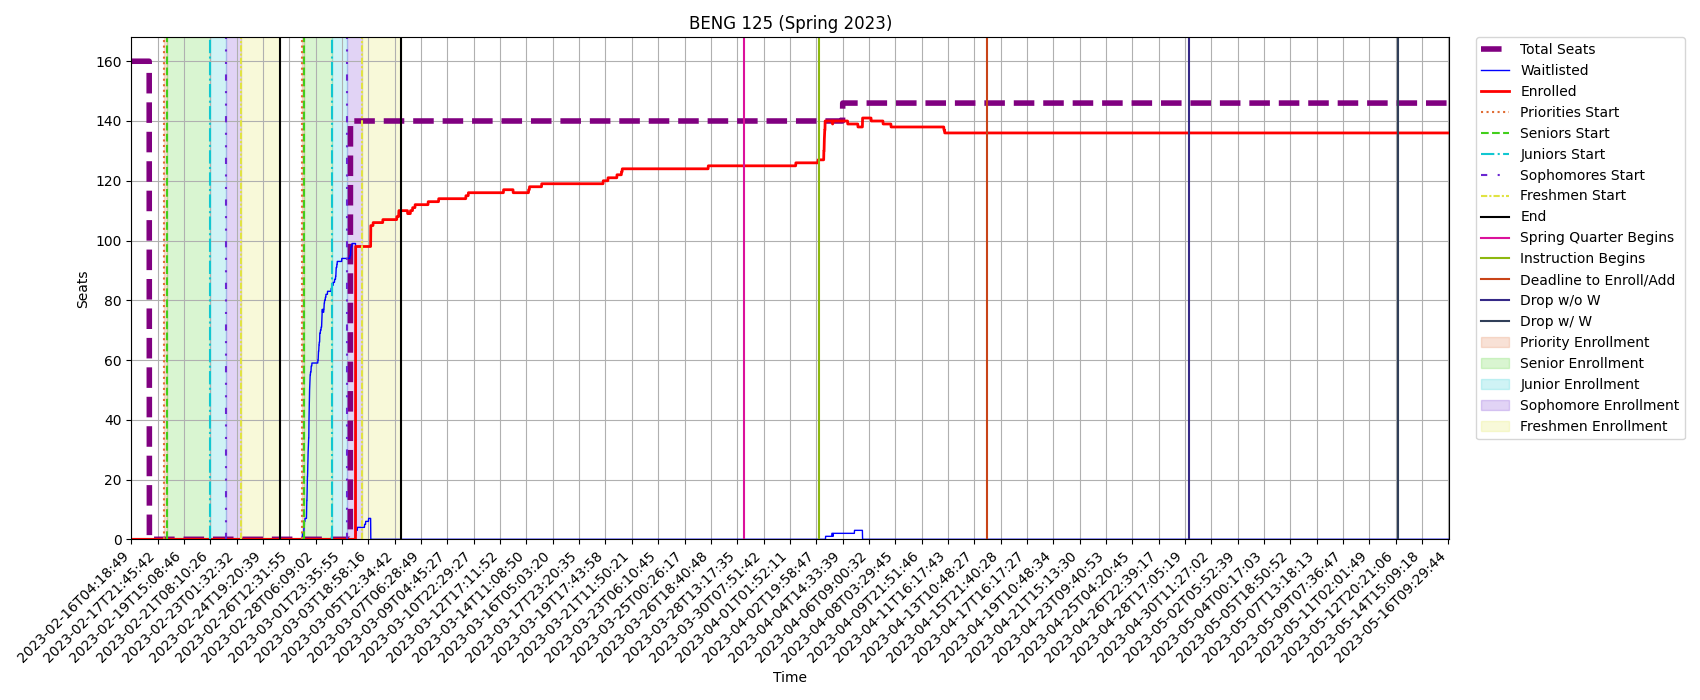 BENG 125 (Spring 2023)
Seats
160
140
120
100
80
60
40
20
0
2023-02-16T04:18:49
2023-02-17T21:45:42
2023-02-19T15:08:46
2023-02-21T08:10:26
2023-02-23T01:32:32
2023-02-24T19:20:39
2023-02-26T12:31:55
2023-02-28T06:09:02
2023-03-01T23:35:55
2023-03-03T18:58:16
2023-03-05T12:34:42
2023-03-07T06:28:49
2023-03-09T04:45:27
2023-03-10T22:29:27
2023-03-12T17:11:52
2023-03-14T11:08:50
2023-03-16T05:03:20
2023-03-17T23:20:35
2023-03-19T17:43:58
2023-03-21T11:50:21
2023-03-23T06:10:45
2023-03-25T00:26:17
2023-03-26T18:40:48
2023-03-28T13:17:35
2023-03-30T07:51:42
2023-04-01T01:52:11
2023-04-02T19:58:47
2023-04-04T14:33:39
2023-04-06T09:00:32
2023-04-08T03:29:45
2023-04-09T21:51:46
2023-04-11T16:17:43
2023-04-13T10:48:27
2023-04-15T21:40:28
2023-04-17T16:17:27
2023-04-19T10:48:34
2023-04-21T15:13:30
2023-04-23T09:40:53
2023-04-25T04:20:45
2023-04-26T22:39:17
2023-04-28T17:05:19
2023-04-30T11:27:02
2023-05-02T05:52:39
2023-05-04T00:17:03
2023-05-05T18:50:52
2023-05-07T13:18:13
2023-05-09T07:36:47
2023-05-11T02:01:49
2023-05-12T20:21:06
2023-05-14T15:09:18
2023-05-16T09:29:44
Time
Total Seats
Waitlisted
Enrolled
Priorities Start
Seniors Start
Juniors Start
Sophomores Start
Freshmen Start
End
Spring Quarter Begins
Instruction Begins
Deadline to Enroll/Add
Drop w/o W
Drop w/ W
Priority Enrollment
Senior Enrollment
Junior Enrollment
Sophomore Enrollment
Freshmen Enrollment